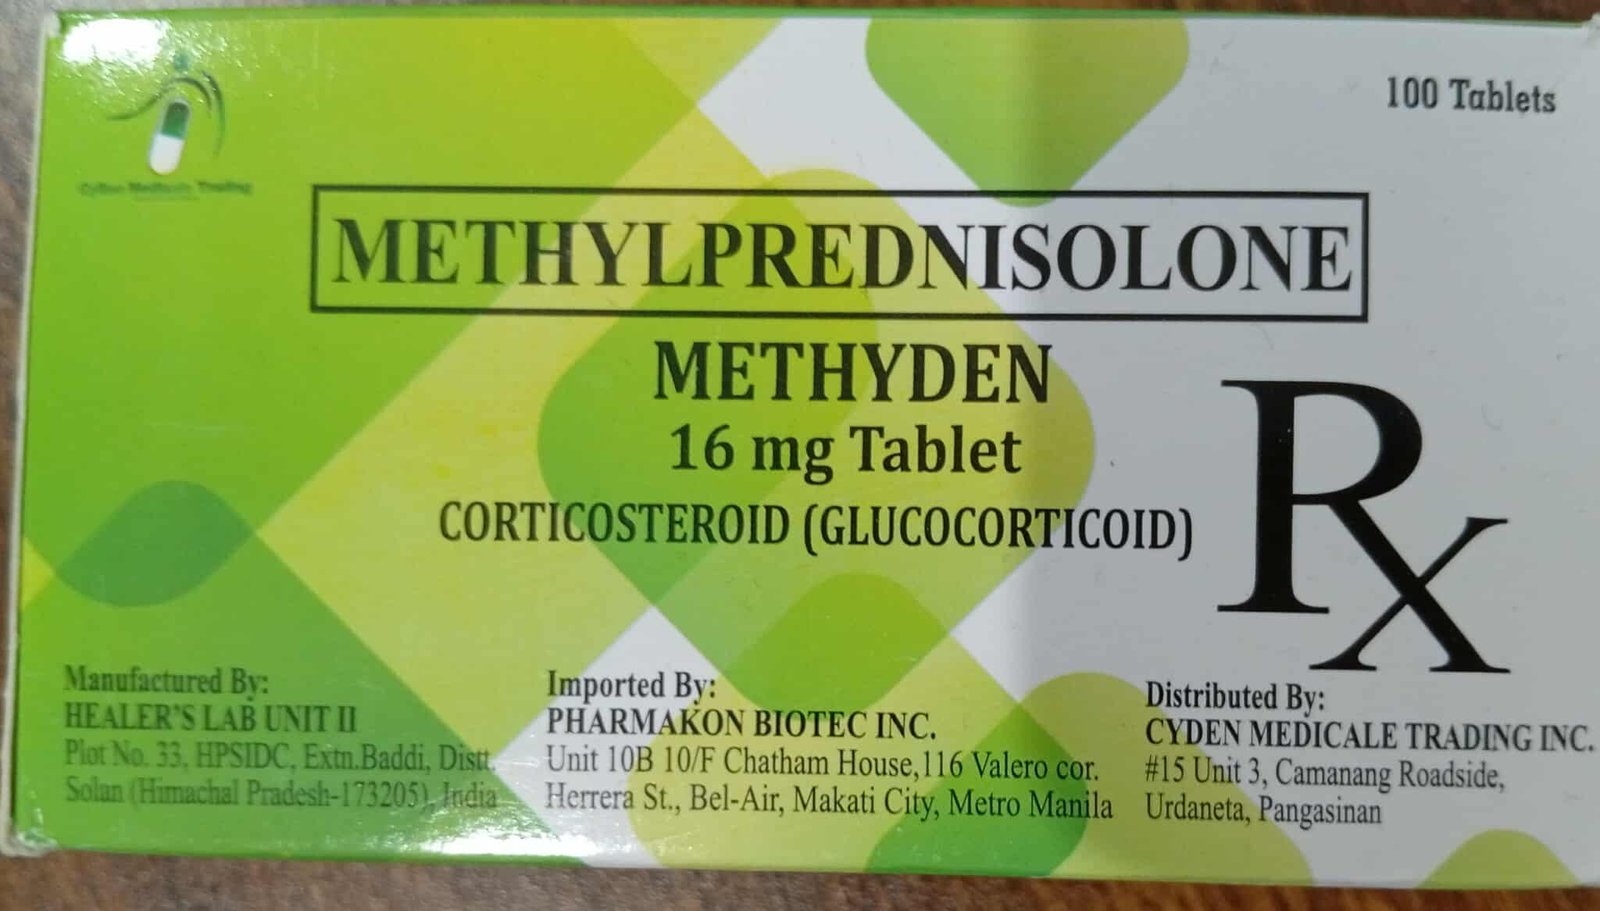 Cyden Medicale Trading
100 Tablets
METHYLPREDNISOLONE
METHYDEN
16 mg Tablet
CORTICOSTEROID (GLUCOCORTICOID)
Rx
Manufactured By:
HEALER'S LAB UNIT II
Plot No. 33, HPSIDC, Extn.Baddi, Distt.
Solan (Himachal Pradesh-173205), India
Imported By:
PHARMAKON BIOTEC INC.
Unit 10B 10/F Chatham House,116 Valero cor.
Herrera St., Bel-Air, Makati City, Metro Manila
Distributed By:
CYDEN MEDICALE TRADING INC.
#15 Unit 3, Camanang Roadside,
Urdaneta, Pangasinan